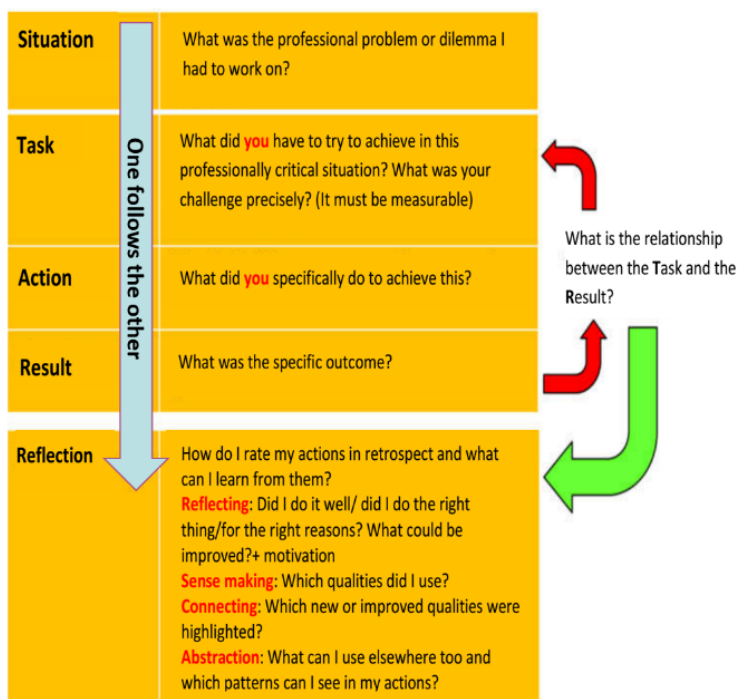 Situation
What was the professional problem or dilemma I
had to work on?
One follows the other
Task
What did you have to try to achieve in this
professionally critical situation? What was your
challenge precisely? (It must be measurable)
What is the relationship
between the Task and the
Result?
Action
What did you specifically do to achieve this?
Result
What was the specific outcome?
Reflection
How do I rate my actions in retrospect and what
can I learn from them?
Reflecting: Did I do it well/ did I do the right
thing/for the right reasons? What could be
improved?+ motivation
Sense making: Which qualities did I use?
Connecting: Which new or improved qualities were
highlighted?
Abstraction: What can I use elsewhere too and
which patterns can I see in my actions?